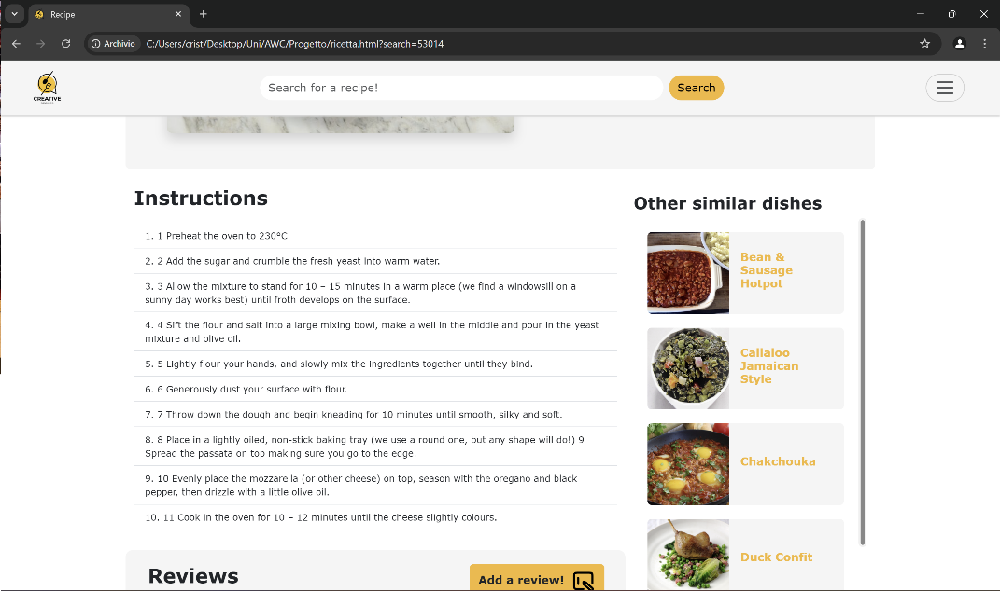 Recipe
Archivio
C:/Users/crist/Desktop/Uni/AWC/Progetto/ricetta.html?search=53014
CREATIVE
Search for a recipe!
Search
Instructions
1. 1 Preheat the oven to 230°C.
2. 2 Add the sugar and crumble the fresh yeast into warm water.
3. 3 Allow the mixture to stand for 10 – 15 minutes in a warm place (we find a windowsill on a
sunny day works best) until froth develops on the surface.
4. 4 Sift the flour and salt into a large mixing bowl, make a well in the middle and pour in the yeast
mixture and olive oil.
5. 5 Lightly flour your hands, and slowly mix the ingredients together until they bind.
6. 6 Generously dust your surface with flour.
7. 7 Throw down the dough and begin kneading for 10 minutes until smooth, silky and soft.
8. 8 Place in a lightly oiled, non-stick baking tray (we use a round one, but any shape will do!) 9
Spread the passata on top making sure you go to the edge.
9. 10 Evenly place the mozzarella (or other cheese) on top, season with the oregano and black
pepper, then drizzle with a little olive oil.
10. 11 Cook in the oven for 10 – 12 minutes until the cheese slightly colours.
Reviews
Add a review!
Other similar dishes
Bean &
Sausage
Hotpot
Callaloo
Jamaican
Style
Chakchouka
Duck Confit